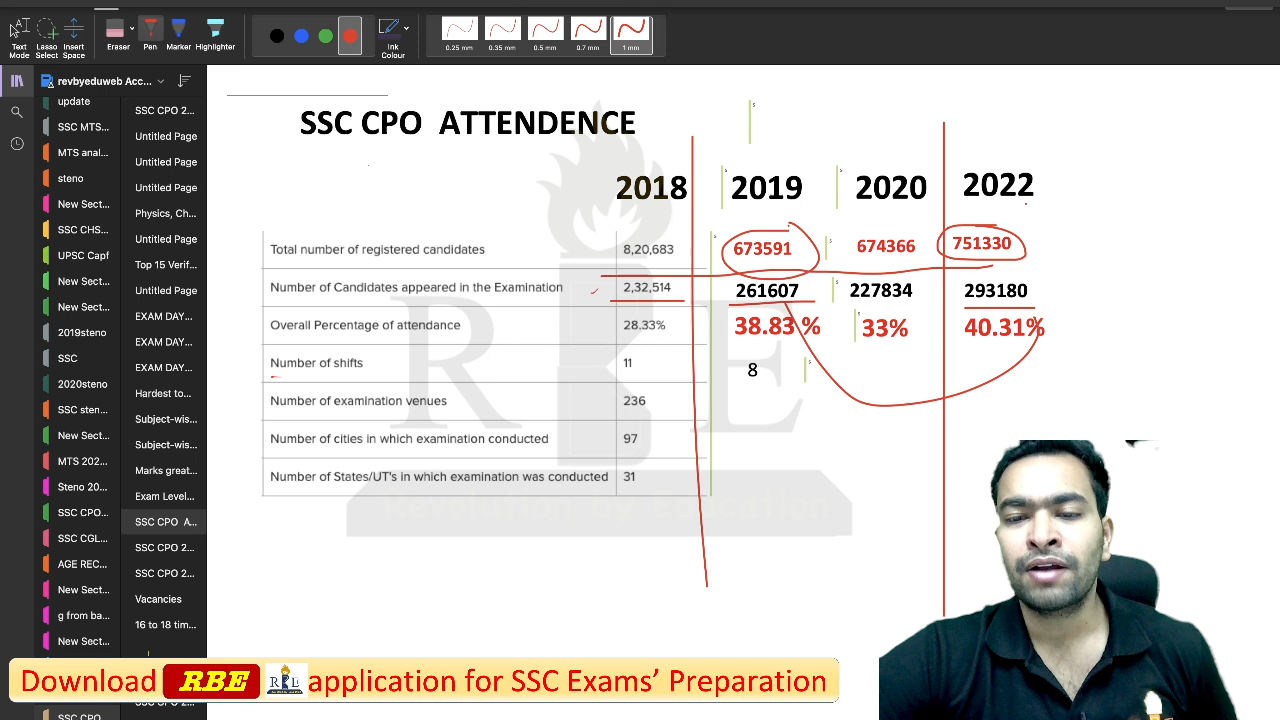 Text Mode
Lasso Select
Insert Space
Eraser
Pen
Marker
Highlighter
Ink Colour
0.25 mm
0.35 mm
0.5 mm
0.7 mm
1 mm
revbyeduweb Acc...
update
SSC MTS...
MTS anal...
steno
New Sect...
SSC CHS...
UPSC Capf
New Sect...
New Sect...
2019steno
SSC
2020steno
SSC sten...
New Sect...
MTS 202...
Steno 20...
SSC CPO...
SSC CGL...
AGE REC...
New Sect...
g from ba...
New Sect...
SSC CPO 2...
Untitled Page
Untitled Page
Untitled Page
Physics, Ch...
Untitled Page
Top 15 Verif...
Untitled Page
EXAM DAY...
EXAM DAY...
EXAM DAY...
Hardest to...
Subject-wis...
Subject-wis...
Marks great...
Exam Level...
SSC CPO A...
SSC CPO 2...
SSC CPO 2...
Vacancies
16 to 18 tim...
SSC CPO
SSC CPO ATTENDENCE
2018 2019 2020 2022
Total number of registered candidates 8,20,683 673591 674366 751330
Number of Candidates appeared in the Examination 2,32,514 261607 227834 293180
Overall Percentage of attendance 28.33% 38.83 % 33% 40.31%
Number of shifts 11 8
Number of examination venues 236
Number of cities in which examination conducted 97
Number of States/UT's in which examination was conducted 31
RBE
Revolution By Education
Download RBE RBE application for SSC Exams’ Preparation